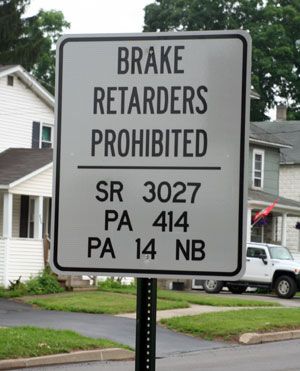 BRAKE
RETARDERS
PROHIBITED
SR 3027
PA 414
PA 14 NB